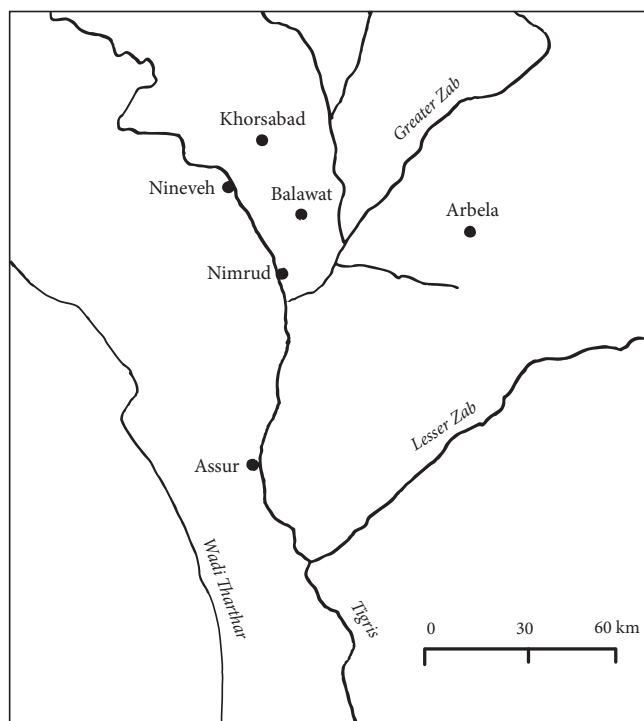 Greater Zab
Khorsabad
Nineveh
Balawat
Arbela
Nimrud
Lesser Zab
Assur
Wadi Tharthar
Tigris
0 30 60 km